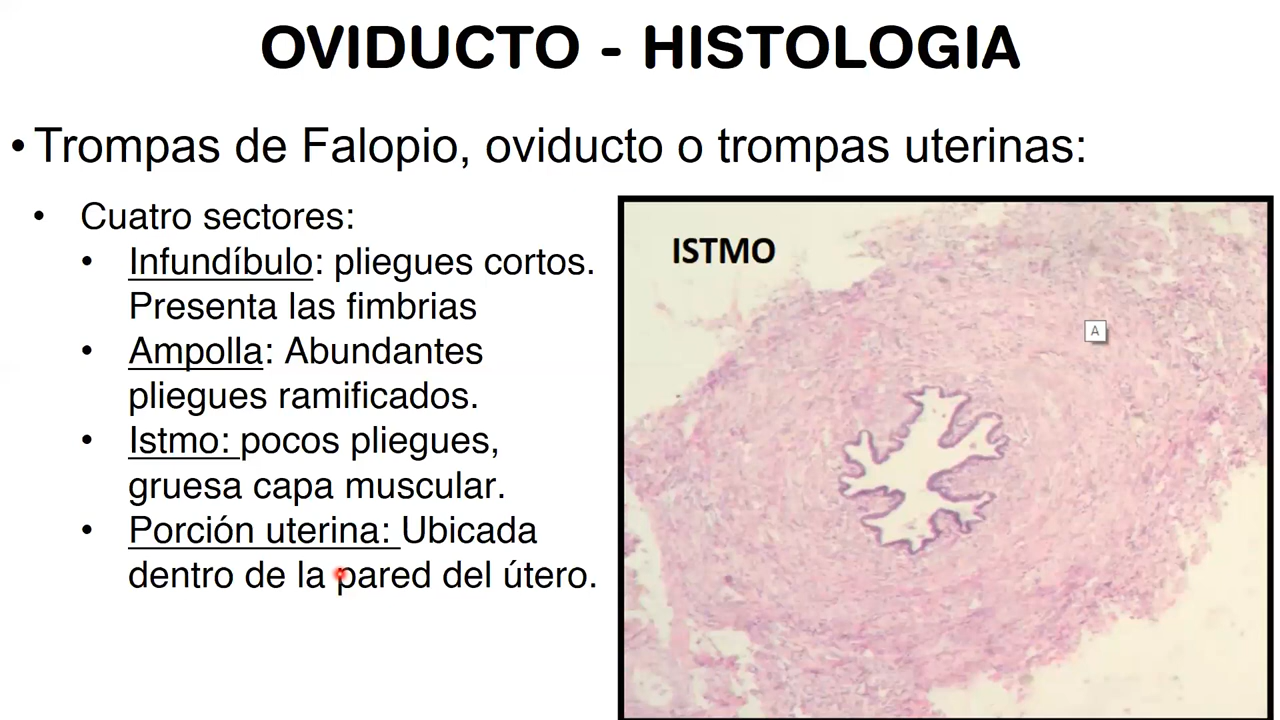 OVIDUCTO - HISTOLOGIA
• Trompas de Falopio, oviducto o trompas uterinas:
• Cuatro sectores:
• Infundíbulo: pliegues cortos.
Presenta las fimbrias
• Ampolla: Abundantes
pliegues ramificados.
• Istmo: pocos pliegues,
gruesa capa muscular.
• Porción uterina: Ubicada
dentro de la pared del útero.
ISTMO
A